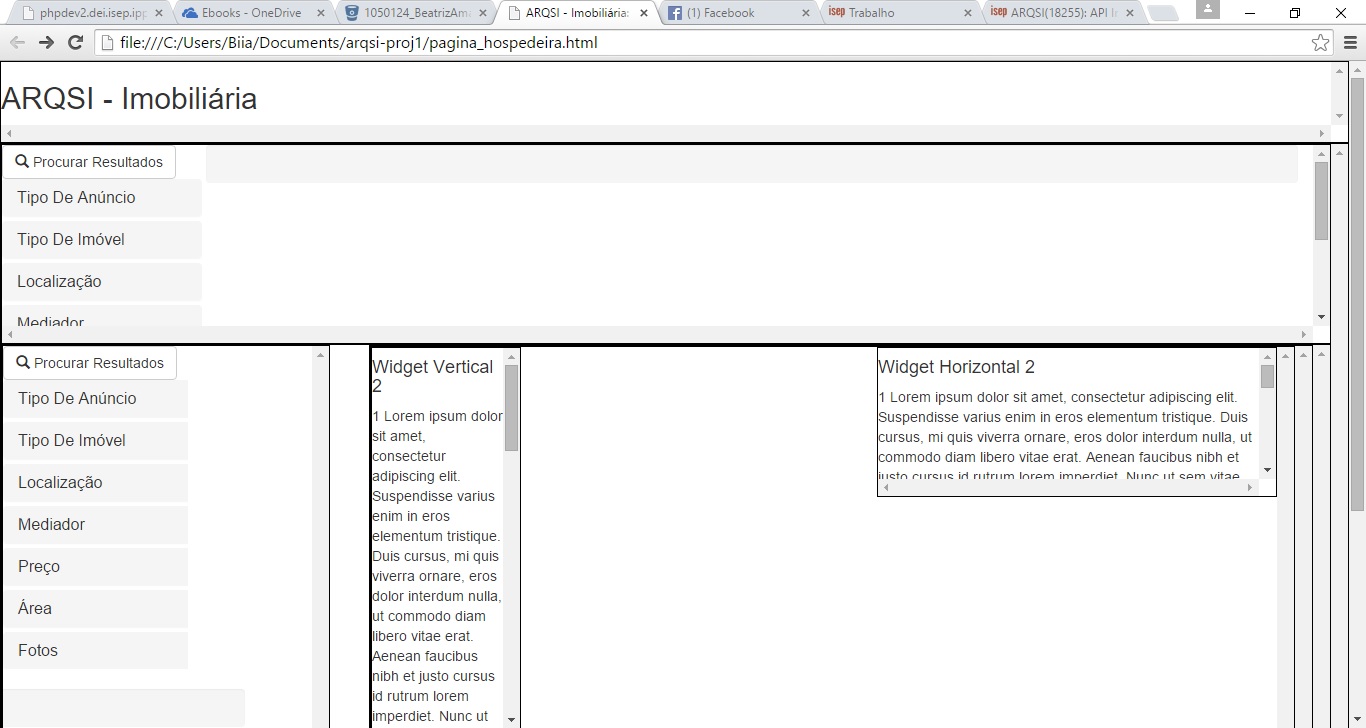 phpdev2.dei.isep.ipp
Ebooks - OneDrive
1050124_BeatrizAma
ARQSI - Imobiliária:
(1) Facebook
isep Trabalho
isep ARQSI(18255): API I
file:///C:/Users/Biia/Documents/arqsi-proj1/pagina_hospedeira.html
ARQSI - Imobiliária
Procurar Resultados
Tipo De Anúncio
Tipo De Imóvel
Localização
Mediador
Procurar Resultados
Tipo De Anúncio
Tipo De Imóvel
Localização
Mediador
Preço
Área
Fotos
Widget Vertical
2
1 Lorem ipsum dolor
sit amet,
consectetur
adipiscing elit.
Suspendisse varius
enim in eros
elementum tristique.
Duis cursus, mi quis
viverra ornare, eros
dolor interdum nulla,
ut commodo diam
libero vitae erat.
Aenean faucibus
nibh et justo cursus
id rutrum lorem
imperdiet. Nunc ut
Widget Horizontal 2
1 Lorem ipsum dolor sit amet, consectetur adipiscing elit.
Suspendisse varius enim in eros elementum tristique. Duis
cursus, mi quis viverra ornare, eros dolor interdum nulla, ut
commodo diam libero vitae erat. Aenean faucibus nibh et
justo cursus id rutrum lorem imperdiet. Nunc ut sem vitae